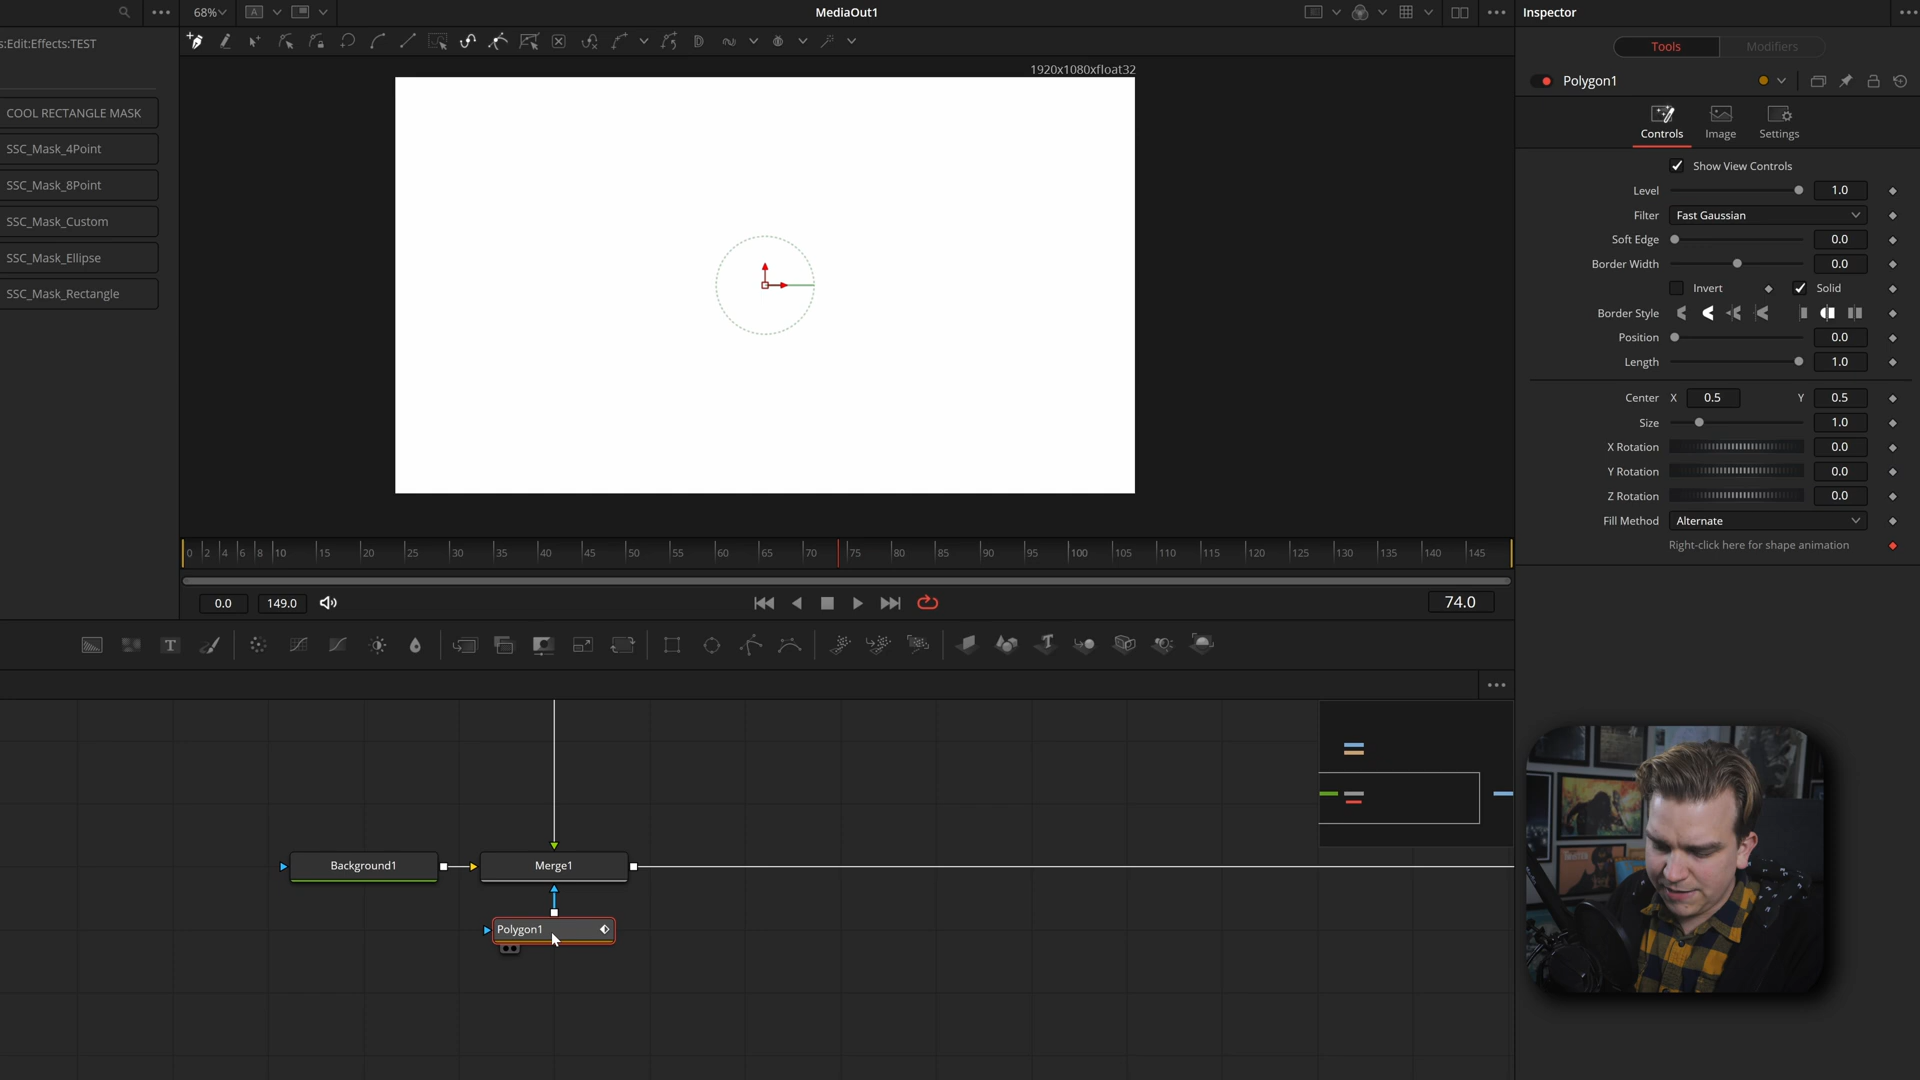 68%
A
MediaOut1
Inspector
s:Edit:Effects:TEST
Tools
Modifiers
1920x1080xfloat32
Polygon1
COOL RECTANGLE MASK
SSC_Mask_4Point
SSC_Mask_8Point
SSC_Mask_Custom
SSC_Mask_Ellipse
SSC_Mask_Rectangle
Controls
Image
Settings
Show View Controls
Level 1.0
Filter Fast Gaussian
Soft Edge 0.0
Border Width 0.0
Invert Solid
Border Style
Position 0.0
Length 1.0
Center X 0.5 Y 0.5
Size 1.0
X Rotation 0.0
Y Rotation 0.0
Z Rotation 0.0
Fill Method Alternate
Right-click here for shape animation
0 2 4 6 8 10 15 20 25 30 35 40 45 50 55 60 65 70 75 80 85 90 95 100 105 110 115 120 125 130 135 140 145
0.0 149.0 74.0
T
Background1
Merge1
Polygon1